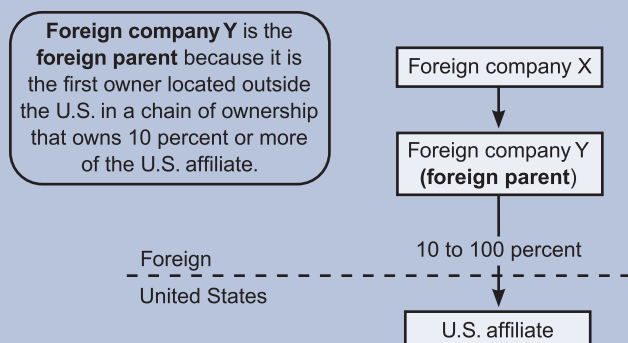 Foreign company Y is the
foreign parent because it is
the first owner located outside
the U.S. in a chain of ownership
that owns 10 percent or more
of the U.S. affiliate.
Foreign company X
Foreign company Y
(foreign parent)
10 to 100 percent
Foreign
United States
U.S. affiliate